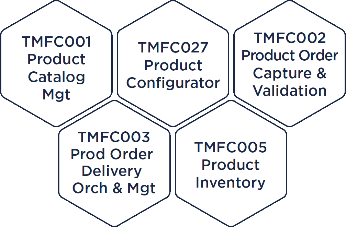 TMFC001
Product
Catalog
Mgt
TMFC027
Product
Configurator
TMFC002
Product Order
Capture &
Validation
TMFC003
Prod Order
Delivery
Orch & Mgt
TMFC005
Product
Inventory